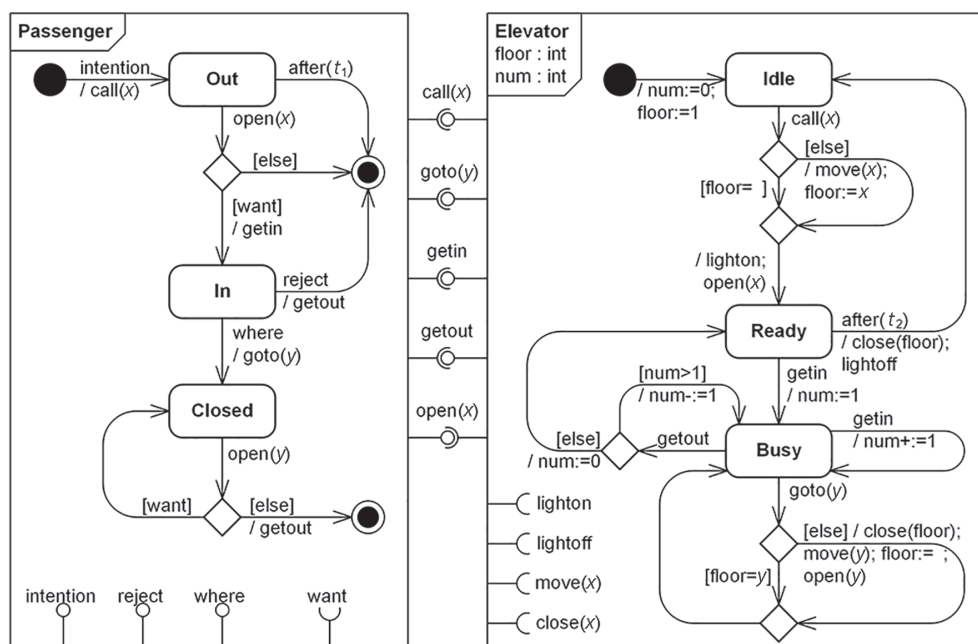 Passenger
intention
/ call(x)
Out
after(t₁)
open(x)
[else]
[want]
/ getin
In
reject
/ getout
where
/ goto(y)
Closed
open(y)
[want]
[else]
/ getout
intention
reject
where
want
call(x)
goto(y)
getin
getout
open(x)
Elevator
floor : int
num : int
/ num:=0;
floor:=1
Idle
call(x)
[else]
/ move(x);
floor:=x
[floor= ]
/ lighton;
open(x)
Ready
after(t₂)
/ close(floor);
lightoff
getin
/ num:=1
[num>1]
/ num-:=1
[else]
/ num:=0
getout
Busy
getin
/ num+:=1
goto(y)
[else] / close(floor);
move(y); floor:= ;
open(y)
[floor=y]
lighton
lightoff
move(x)
close(x)